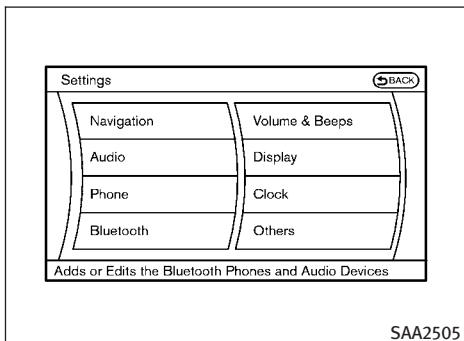 Settings
BACK
Navigation
Volume & Beeps
Audio
Display
Phone
Clock
Bluetooth
Others
Adds or Edits the Bluetooth Phones and Audio Devices
SAA2505